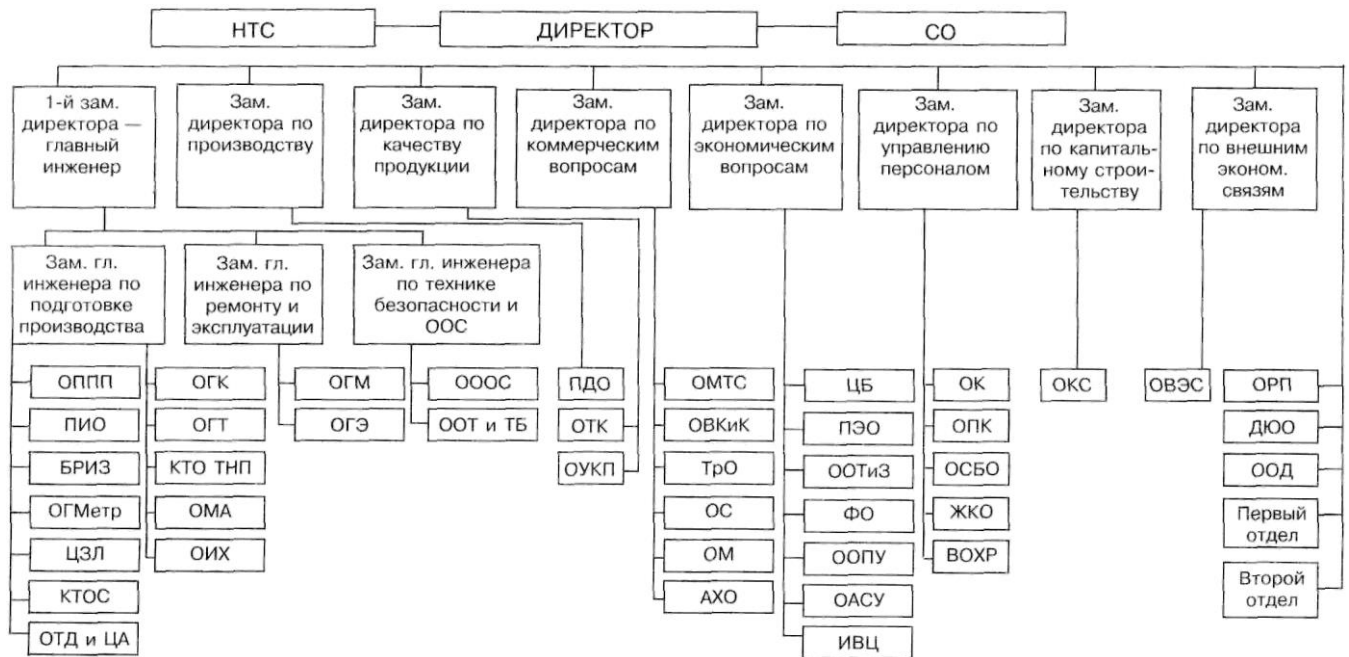 НТС
ДИРЕКТОР
СО
1-й зам.
директора —
главный
инженер
Зам.
директора по
производству
Зам.
директора по
качеству
продукции
Зам.
директора по
коммерческим
вопросам
Зам.
директора по
экономическим
вопросам
Зам.
директора по
управлению
персоналом
Зам.
директора
по капиталь-
ному строи-
тельству
Зам.
директора
по внешним
эконом.
связям
Зам. гл.
инженера по
подготовке
производства
Зам. гл.
инженера по
ремонту и
эксплуатации
Зам. гл. инженера
по технике
безопасности и
ООС
ОППП
ПИО
БРИЗ
ОГМетр
ЦЗЛ
КТОС
ОТД и ЦА
ОГК
ОГТ
КТО ТНП
ОМА
ОИХ
ОГМ
ОГЭ
ОООС
ООТ и ТБ
ПДО
ОТК
ОУКП
ОМТС
ОВКиК
ТрО
ОС
ОМ
АХО
ЦБ
ПЭО
ООТиЗ
ФО
ООПУ
ОАСУ
ИВЦ
ОК
ОПК
ОСБО
ЖКО
ВОХР
ОКС
ОВЭС
ОРП
ДЮО
ООД
Первый
отдел
Второй
отдел